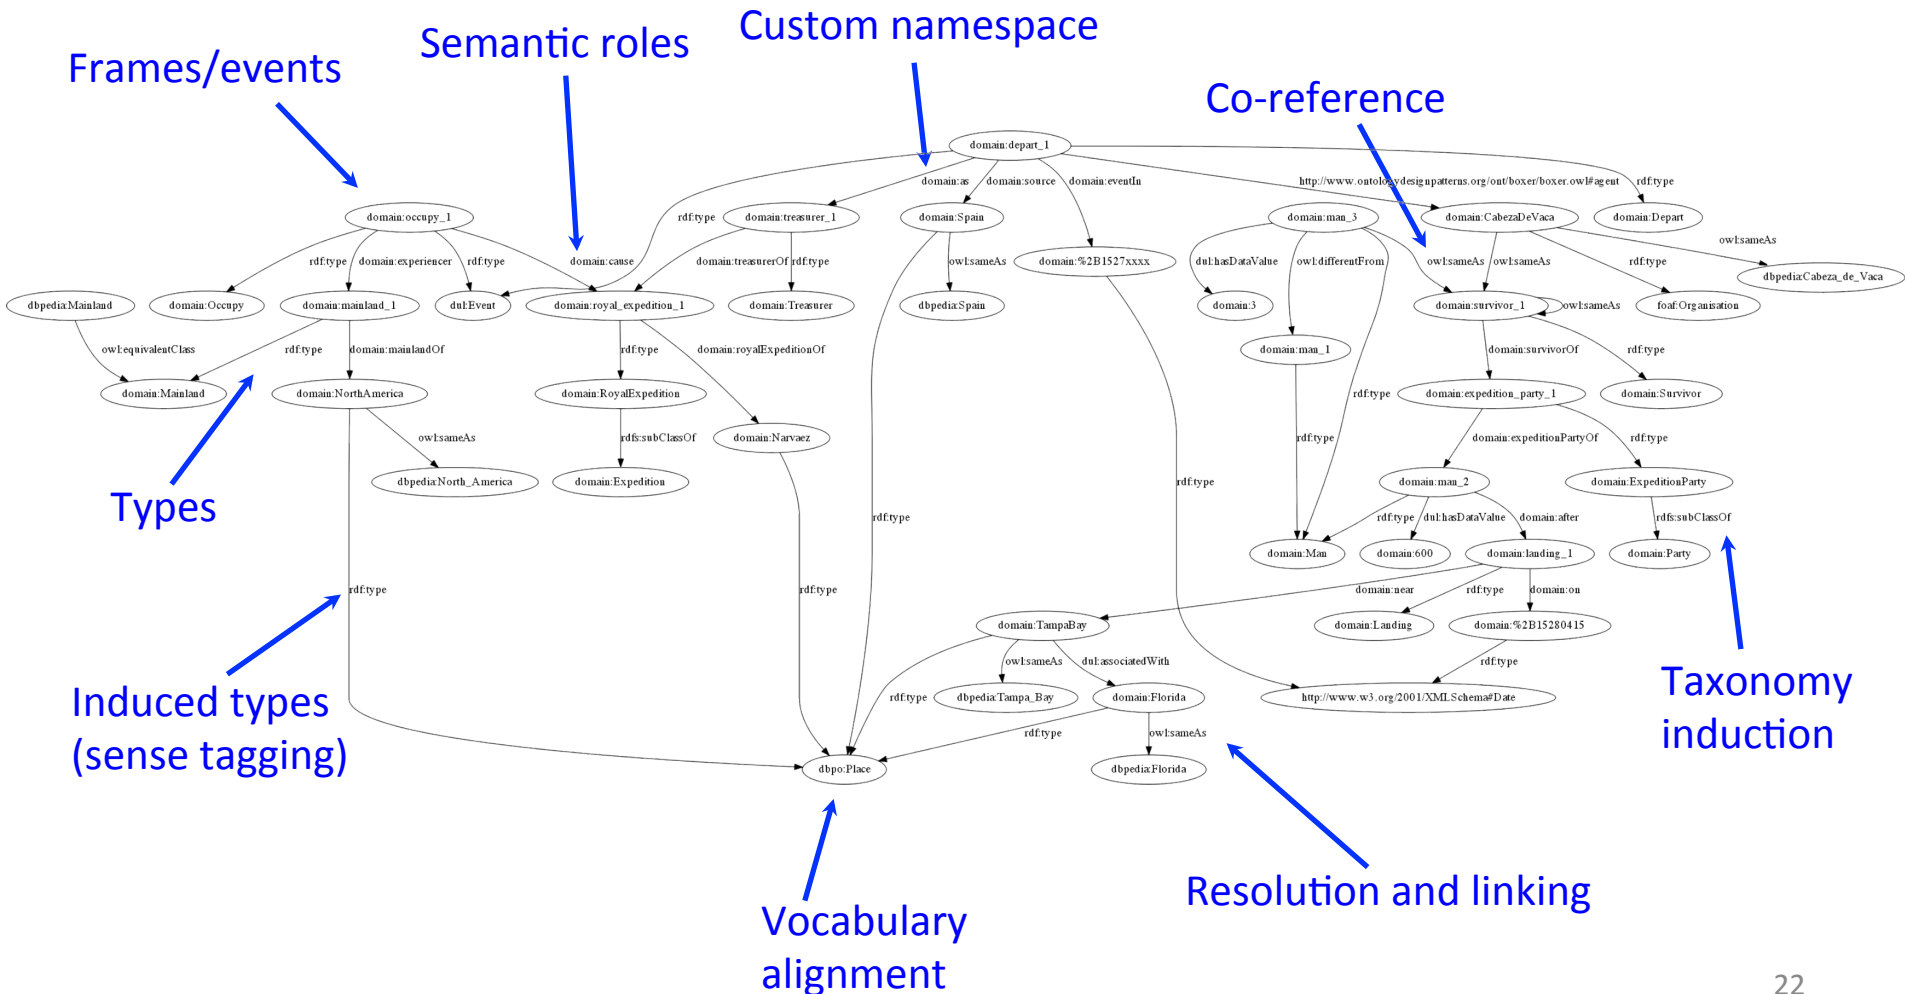 Custom namespace
Semantic roles
Frames/events
Co-reference
domain:depart_1
domain:as
domain:source
domain:eventIn
http://www.ontologydesignpatterns.org/ont/boxer/boxer.owl#agent
rdf:type
domain:occupy_1
rdf:type
domain:treasurer_1
domain:Spain
domain:man_3
domain:CabezaDeVaca
domain:Depart
owl:sameAs
rdf:type
domain:experiencer
rdf:type
domain:cause
domain:treasurerOf
rdf:type
owl:sameAs
domain:%2B1527xxxx
dul:hasDataValue
owl:differentFrom
owl:sameAs
owl:sameAs
rdf:type
dbpedia:Cabeza_de_Vaca
dbpedia:Mainland
domain:Occupy
domain:mainland_1
dul:Event
domain:royal_expedition_1
domain:Treasurer
dbpedia:Spain
domain:3
domain:survivor_1
owl:sameAs
foaf:Organisation
owl:equivalentClass
rdf:type
domain:mainlandOf
rdf:type
domain:royalExpeditionOf
domain:man_1
domain:survivorOf
rdf:type
domain:Mainland
domain:NorthAmerica
domain:RoyalExpedition
rdf:type
domain:expedition_party_1
domain:Survivor
Types
owl:sameAs
rdfs:subClassOf
domain:Narvaez
rdf:type
domain:expeditionPartyOf
rdf:type
dbpedia:North_America
domain:Expedition
rdf:type
domain:man_2
domain:ExpeditionParty
rdf:type
rdf:type
dul:hasDataValue
domain:after
rdfs:subClassOf
domain:Man
domain:600
domain:landing_1
domain:Party
rdf:type
rdf:type
domain:near
rdf:type
domain:on
domain:TampaBay
domain:Landing
domain:%2B15280415
owl:sameAs
dul:associatedWith
rdf:type
rdf:type
dbpedia:Tampa_Bay
domain:Florida
http://www.w3.org/2001/XMLSchema#Date
Taxonomy
induction
Induced types
(sense tagging)
rdf:type
owl:sameAs
dbpo:Place
dbpedia:Florida
Resolution and linking
Vocabulary
alignment
22